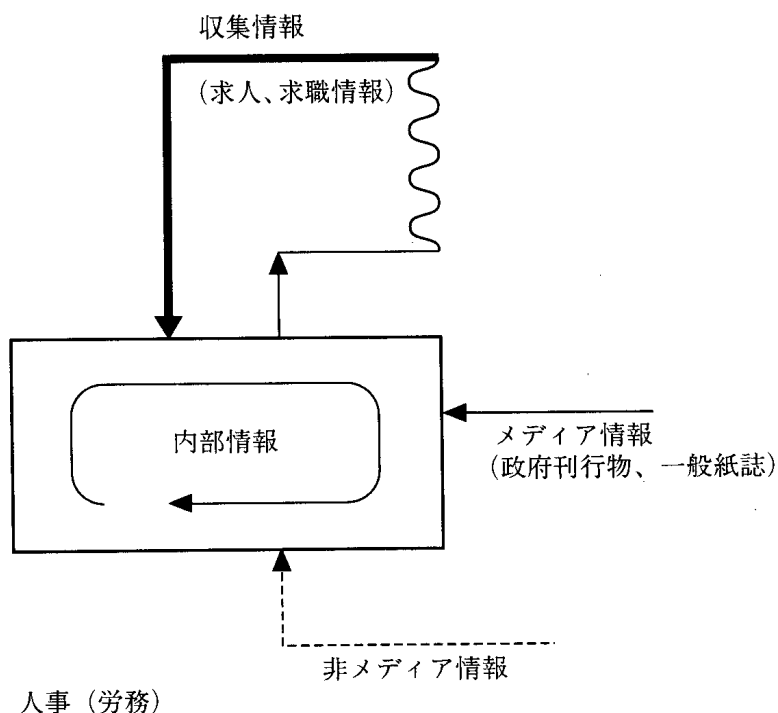 収集情報
(求人、求職情報)
内部情報
メディア情報
(政府刊行物、一般紙誌)
非メディア情報
人事（労務）